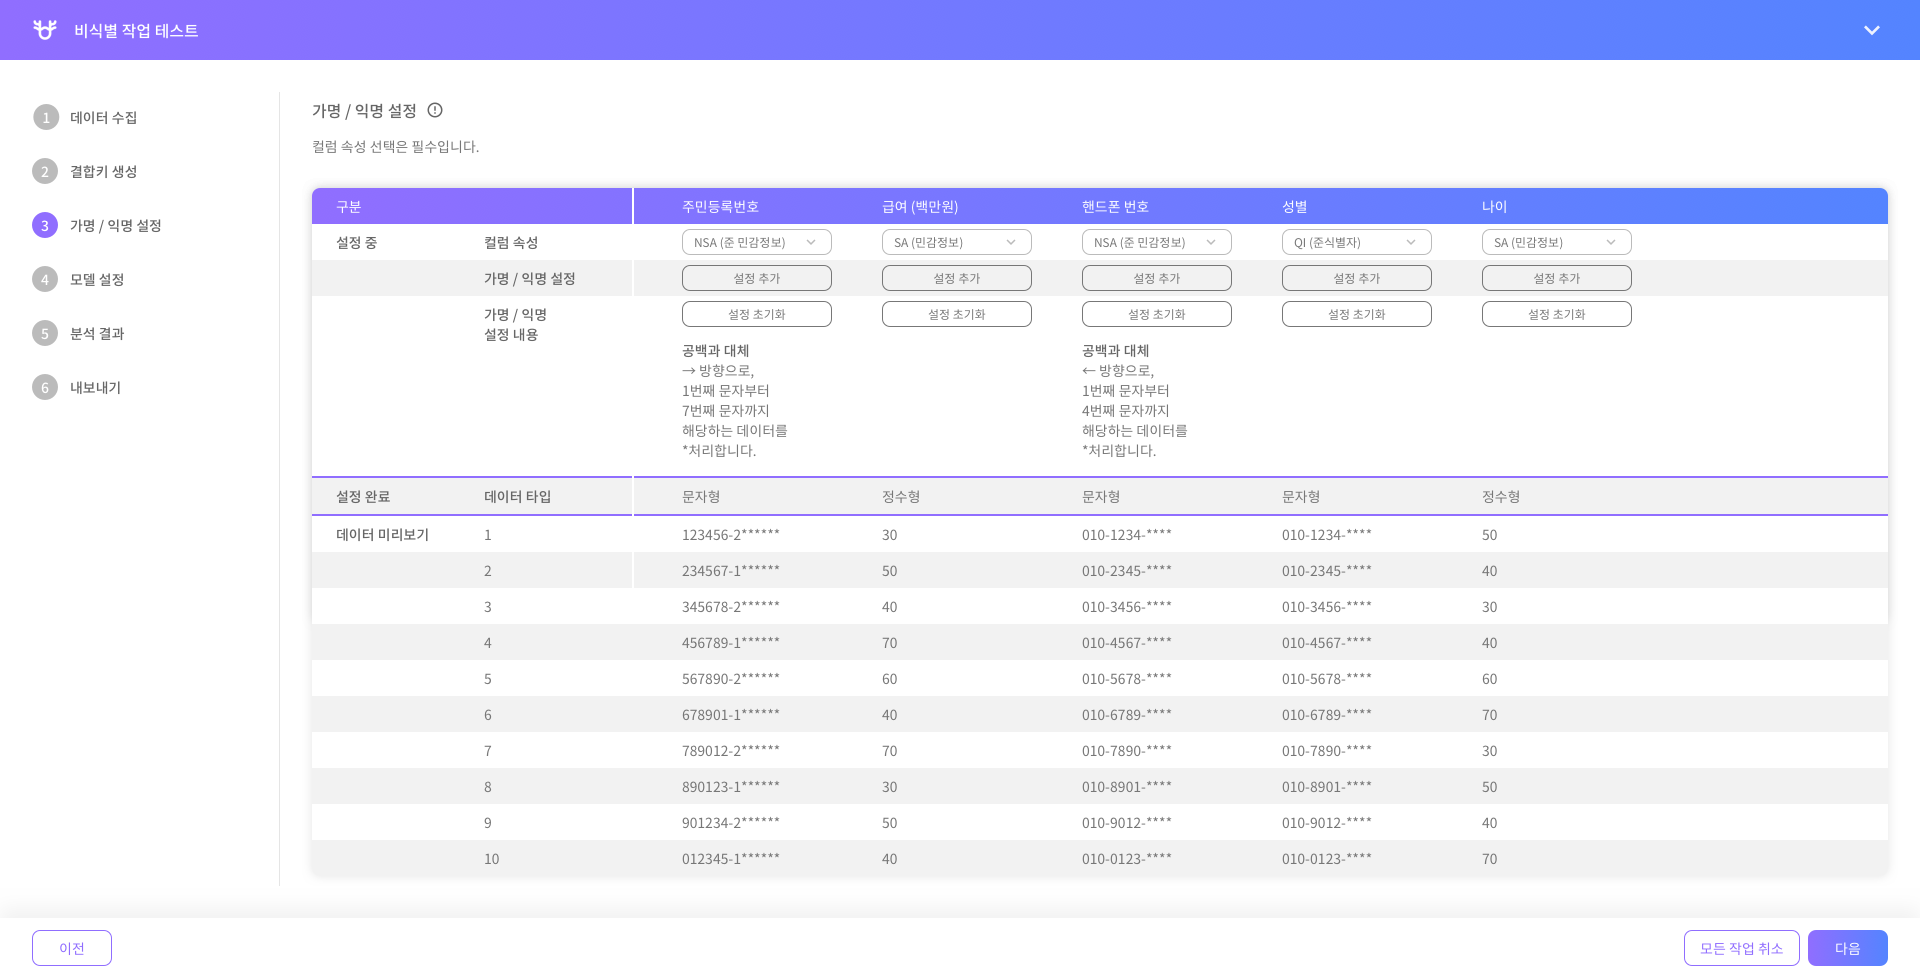 비식별 작업 테스트
1 데이터 수집
2 결합키 생성
3 가명 / 익명 설정
4 모델 설정
5 분석 결과
6 내보내기
가명 / 익명 설정
컬럼 속성 선택은 필수입니다.
구분 주민등록번호 급여 (백만원) 핸드폰 번호 성별 나이
설정 중 컬럼 속성 NSA (준 민감정보) SA (민감정보) NSA (준 민감정보) QI (준식별자) SA (민감정보)
가명 / 익명 설정 설정 추가 설정 추가 설정 추가 설정 추가 설정 추가
가명 / 익명
설정 내용
설정 초기화 설정 초기화 설정 초기화 설정 초기화 설정 초기화
공백과 대체
→ 방향으로,
1번째 문자부터
7번째 문자까지
해당하는 데이터를
*처리합니다.
공백과 대체
← 방향으로,
1번째 문자부터
4번째 문자까지
해당하는 데이터를
*처리합니다.
설정 완료 데이터 타입 문자형 정수형 문자형 문자형 정수형
데이터 미리보기 1 123456-2****** 30 010-1234-**** 010-1234-**** 50
2 234567-1****** 50 010-2345-**** 010-2345-**** 40
3 345678-2****** 40 010-3456-**** 010-3456-**** 30
4 456789-1****** 70 010-4567-**** 010-4567-**** 40
5 567890-2****** 60 010-5678-**** 010-5678-**** 60
6 678901-1****** 40 010-6789-**** 010-6789-**** 70
7 789012-2****** 70 010-7890-**** 010-7890-**** 30
8 890123-1****** 30 010-8901-**** 010-8901-**** 50
9 901234-2****** 50 010-9012-**** 010-9012-**** 40
10 012345-1****** 40 010-0123-**** 010-0123-**** 70
이전 모든 작업 취소 다음